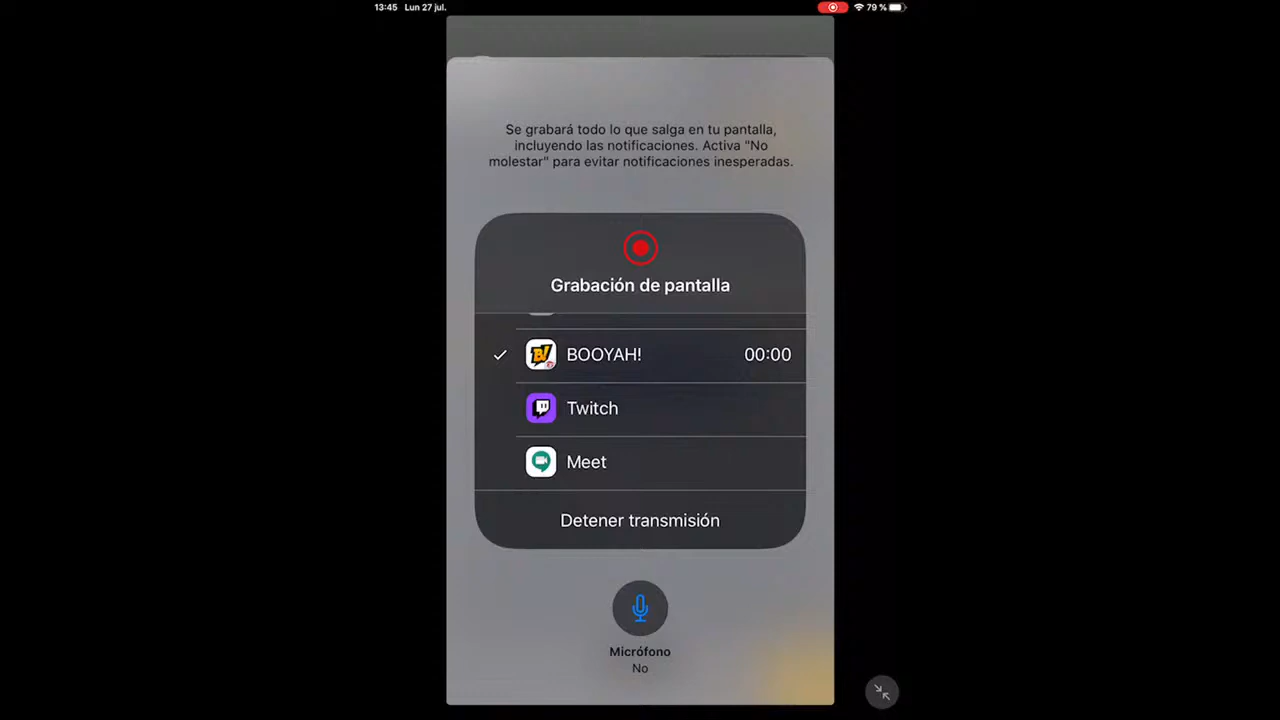 13:45 Lun 27 jul.
79 %
Se grabará todo lo que salga en tu pantalla,
incluyendo las notificaciones. Activa "No
molestar" para evitar notificaciones inesperadas.
Grabación de pantalla
BOOYAH! 00:00
Twitch
Meet
Detener transmisión
Micrófono
No